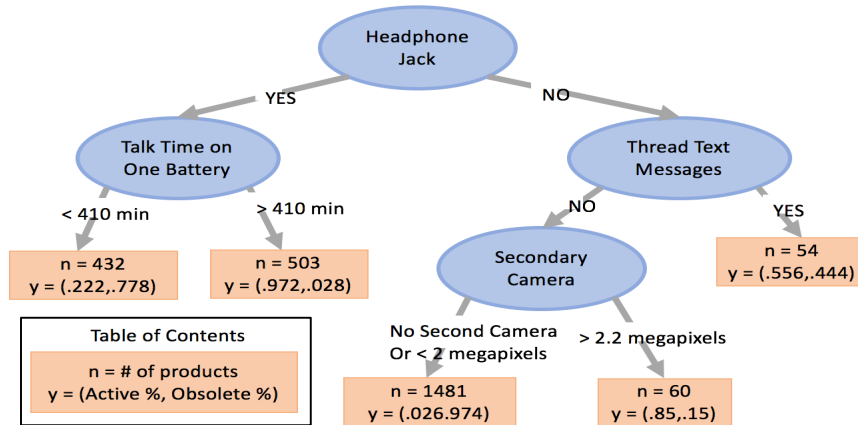 Headphone
Jack
YES
NO
Talk Time on
One Battery
Thread Text
Messages
< 410 min
> 410 min
NO
YES
n = 432
y = (.222,.778)
n = 503
y = (.972,.028)
Secondary
Camera
n = 54
y = (.556,.444)
Table of Contents
n = # of products
y = (Active %, Obsolete %)
No Second Camera
Or < 2 megapixels
> 2.2 megapixels
n = 1481
y = (.026.974)
n = 60
y = (.85,.15)